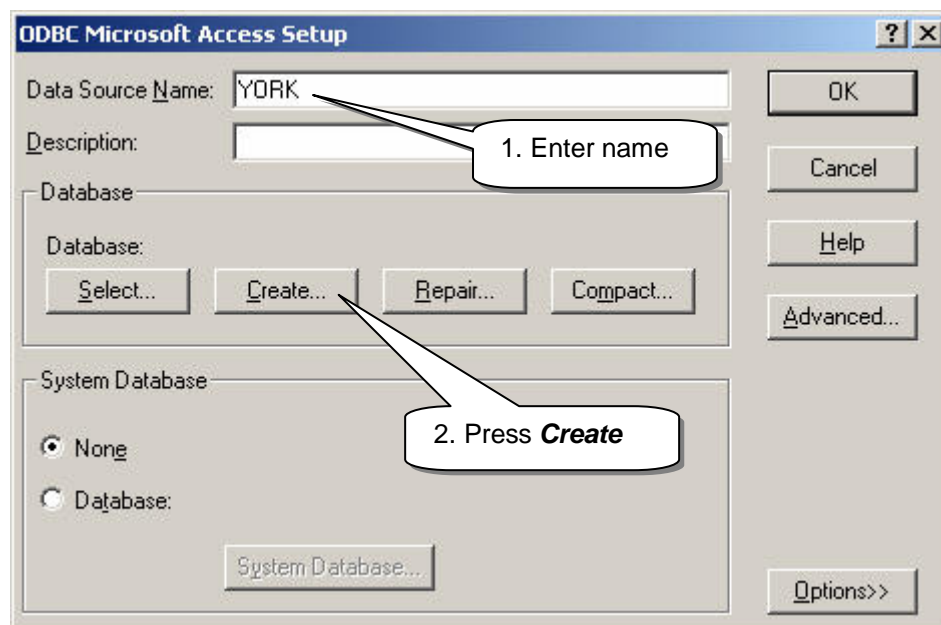 ODBC Microsoft Access Setup
Data Source Name: YORK
OK
Description:
1. Enter name
Cancel
Database
Database:
Help
Select... Create... Repair... Compact...
Advanced...
System Database
2. Press Create
None
Database:
System Database...
Options>>